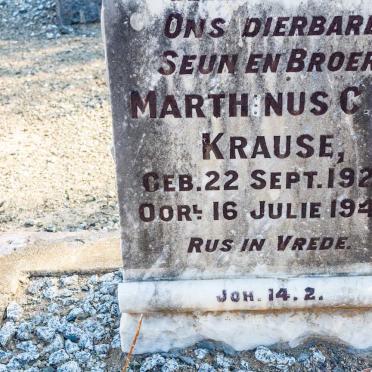 Ons dierbare
Seun en Broer
Marthinus C
Krause,
Geb. 22 Sept. 192
Oorl. 16 Julie 194
Rus in Vrede.
Joh. 14. 2.